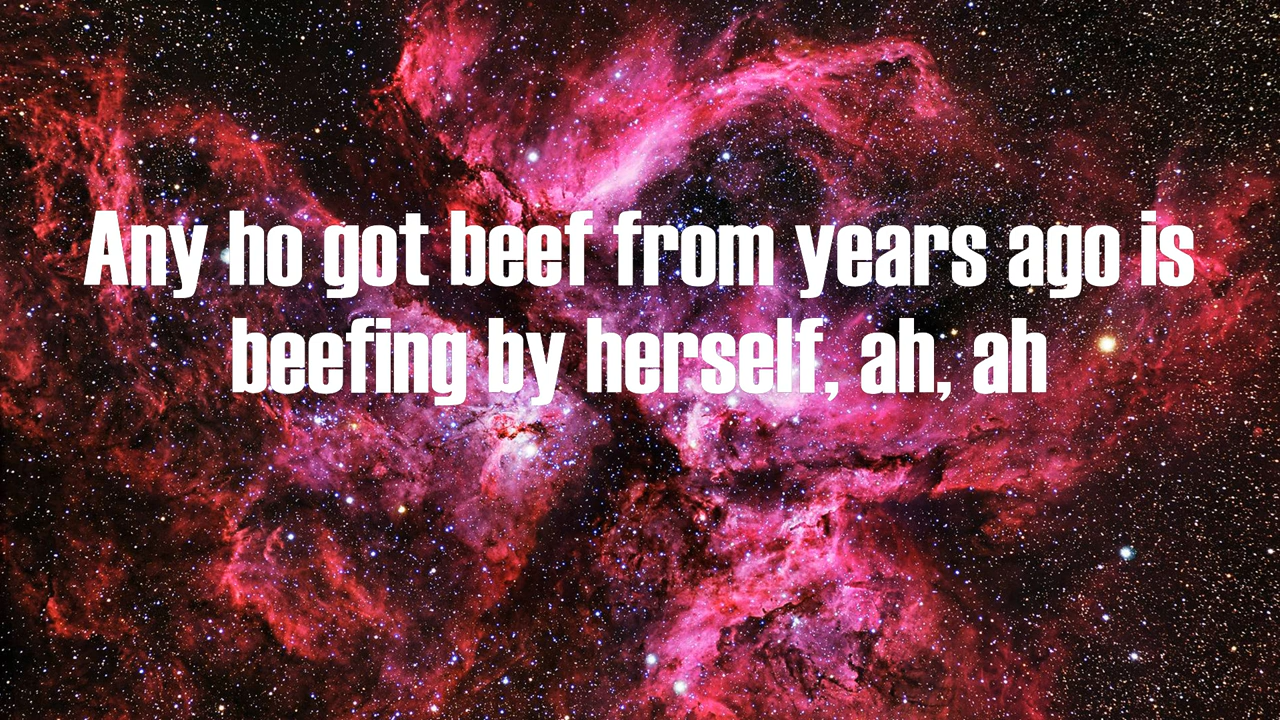 Any ho got beef from years ago is
beefing by herself, ah, ah